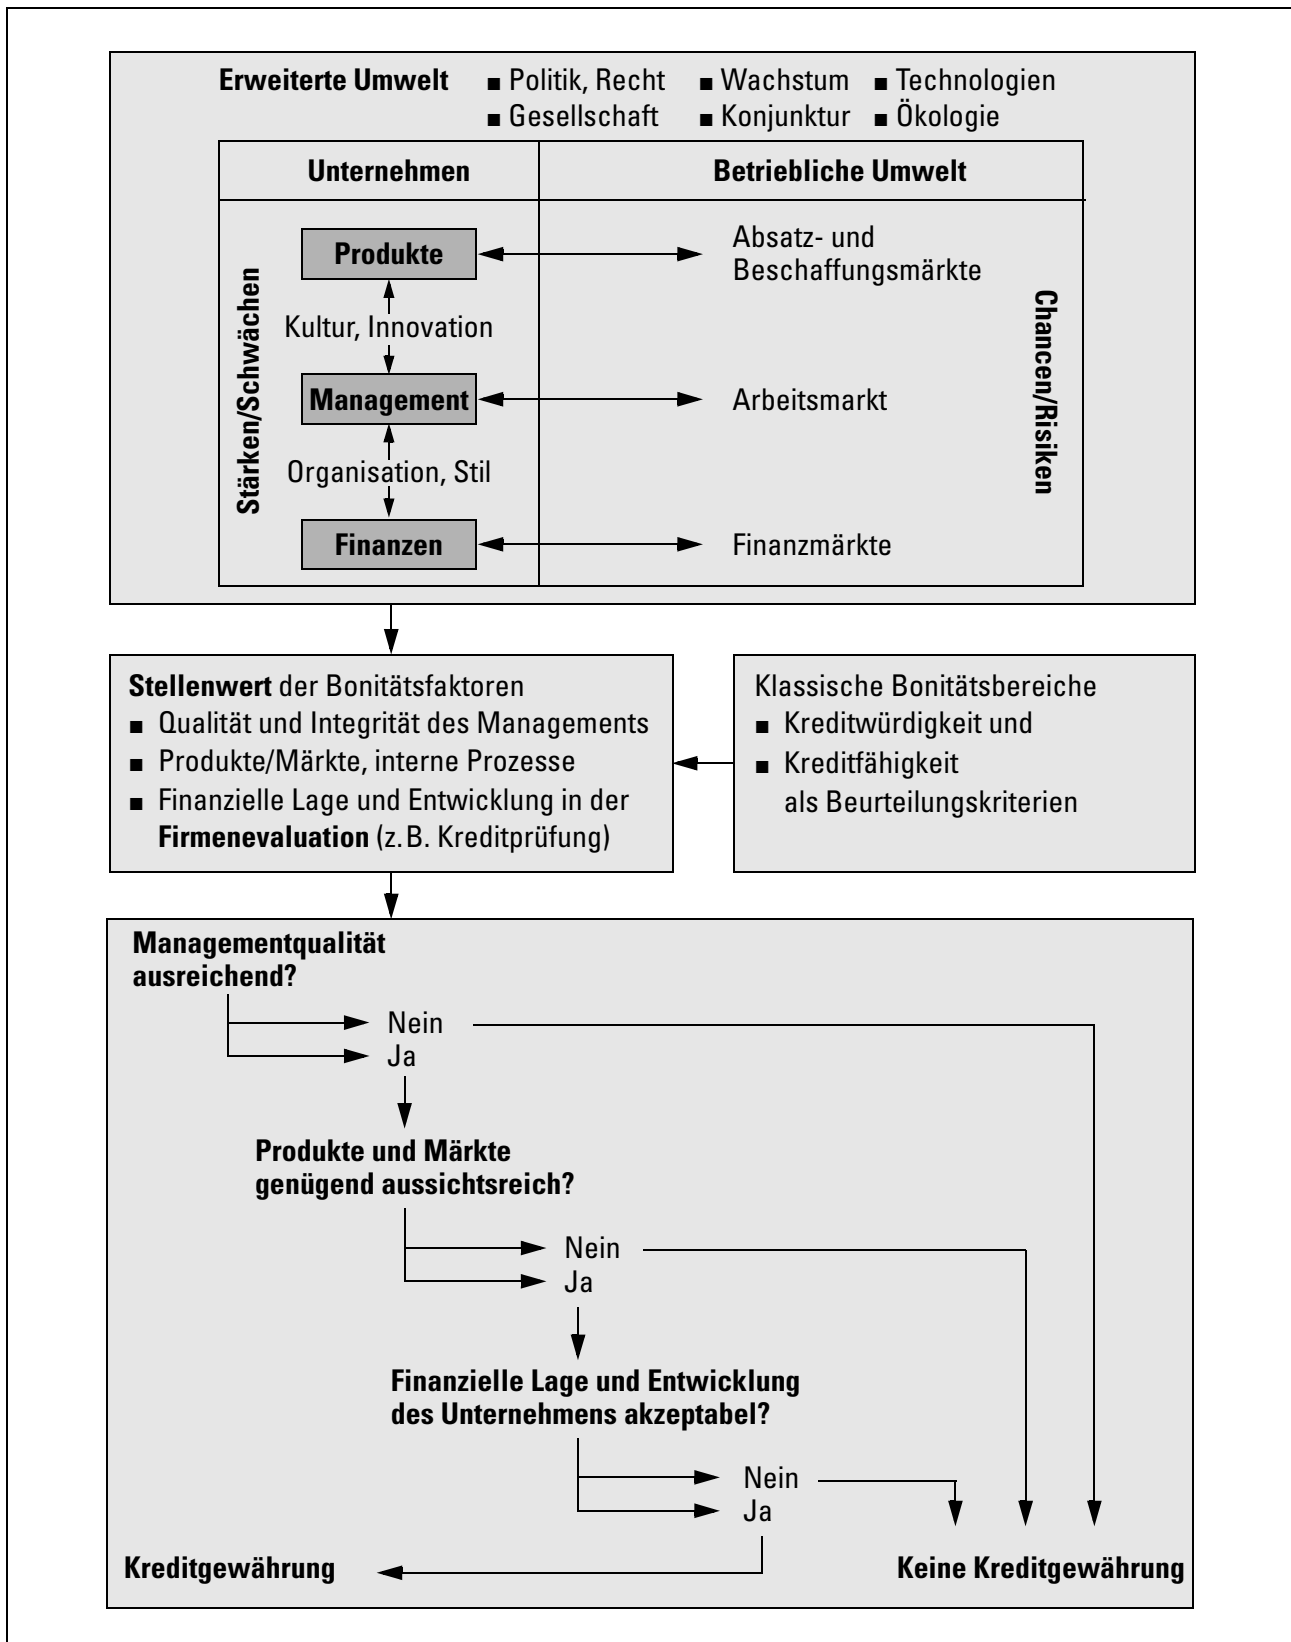 Erweiterte Umwelt ■ Politik, Recht ■ Wachstum ■ Technologien
■ Gesellschaft ■ Konjunktur ■ Ökologie
Unternehmen Betriebliche Umwelt
Stärken/Schwächen
Produkte
Absatz- und
Beschaffungsmärkte
Kultur, Innovation
Management
Arbeitsmarkt
Organisation, Stil
Finanzen
Finanzmärkte
Chancen/Risiken
Stellenwert der Bonitätsfaktoren
■ Qualität und Integrität des Managements
■ Produkte/Märkte, interne Prozesse
■ Finanzielle Lage und Entwicklung in der
Firmenevaluation (z.B. Kreditprüfung)
Klassische Bonitätsbereiche
■ Kreditwürdigkeit und
■ Kreditfähigkeit
als Beurteilungskriterien
Managementqualität
ausreichend?
Nein
Ja
Produkte und Märkte
genügend aussichtsreich?
Nein
Ja
Finanzielle Lage und Entwicklung
des Unternehmens akzeptabel?
Nein
Ja
Kreditgewährung
Keine Kreditgewährung